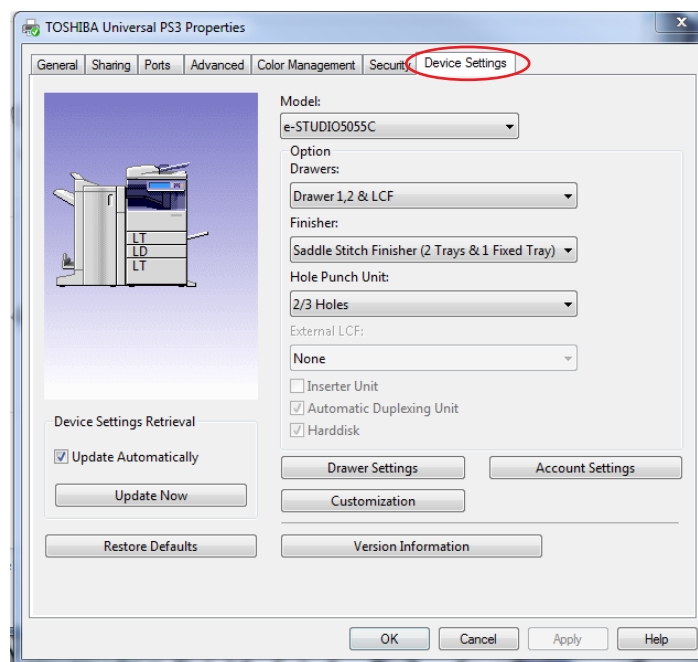 TOSHIBA Universal PS3 Properties
x
General Sharing Ports Advanced Color Management Security Device Settings
Model:
e-STUDIO5055C
Option
Drawers:
Drawer 1,2 & LCF
Finisher:
Saddle Stitch Finisher (2 Trays & 1 Fixed Tray)
Hole Punch Unit:
2/3 Holes
External LCF:
None
Inserter Unit
Automatic Duplexing Unit
Harddisk
LT
LD
LT
Device Settings Retrieval
Update Automatically
Update Now
Drawer Settings Account Settings
Customization
Restore Defaults Version Information
OK Cancel Apply Help